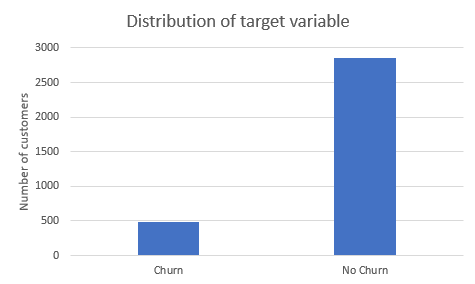 Distribution of target variable
Number of customers
3000
2500
2000
1500
1000
500
0
Churn
No Churn